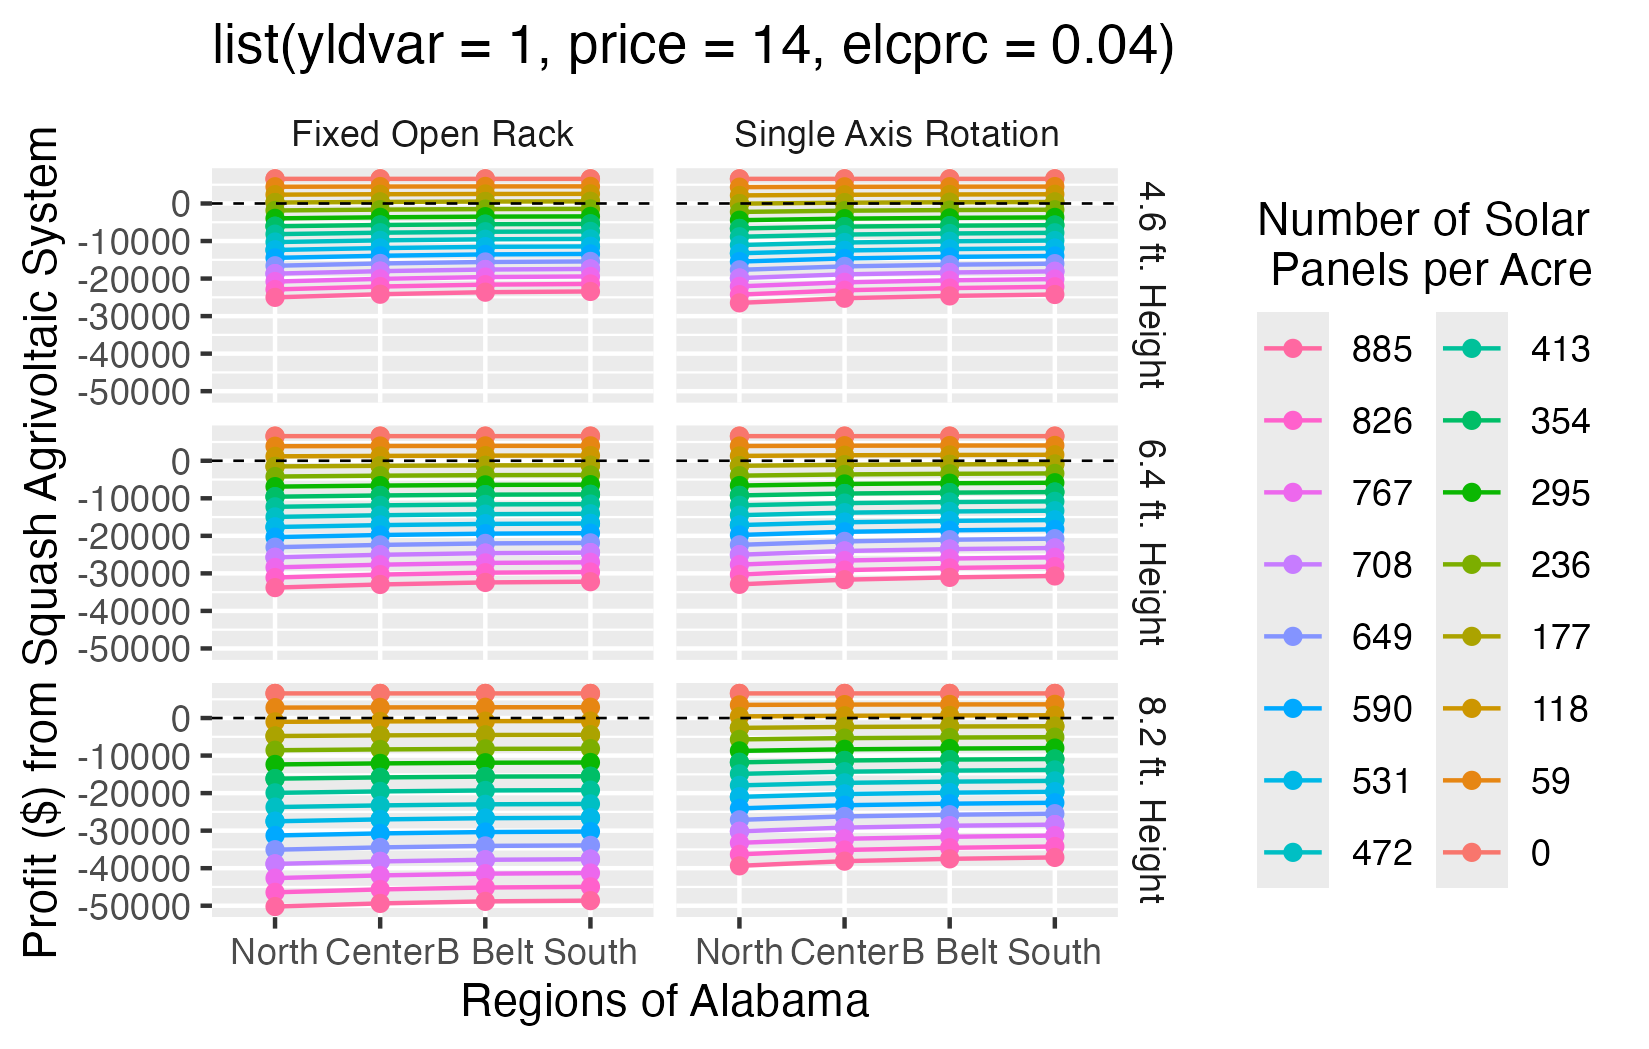 list(yldvar = 1, price = 14, elcprc = 0.04)
Fixed Open Rack
Single Axis Rotation
Profit ($) from Squash Agrivoltaic System
0
-10000
-20000
-30000
-40000
-50000
4.6 ft. Height
0
-10000
-20000
-30000
-40000
-50000
6.4 ft. Height
0
-10000
-20000
-30000
-40000
-50000
8.2 ft. Height
North Center B Belt South
North Center B Belt South
Regions of Alabama
Number of Solar
Panels per Acre
885
826
767
708
649
590
531
472
413
354
295
236
177
118
59
0